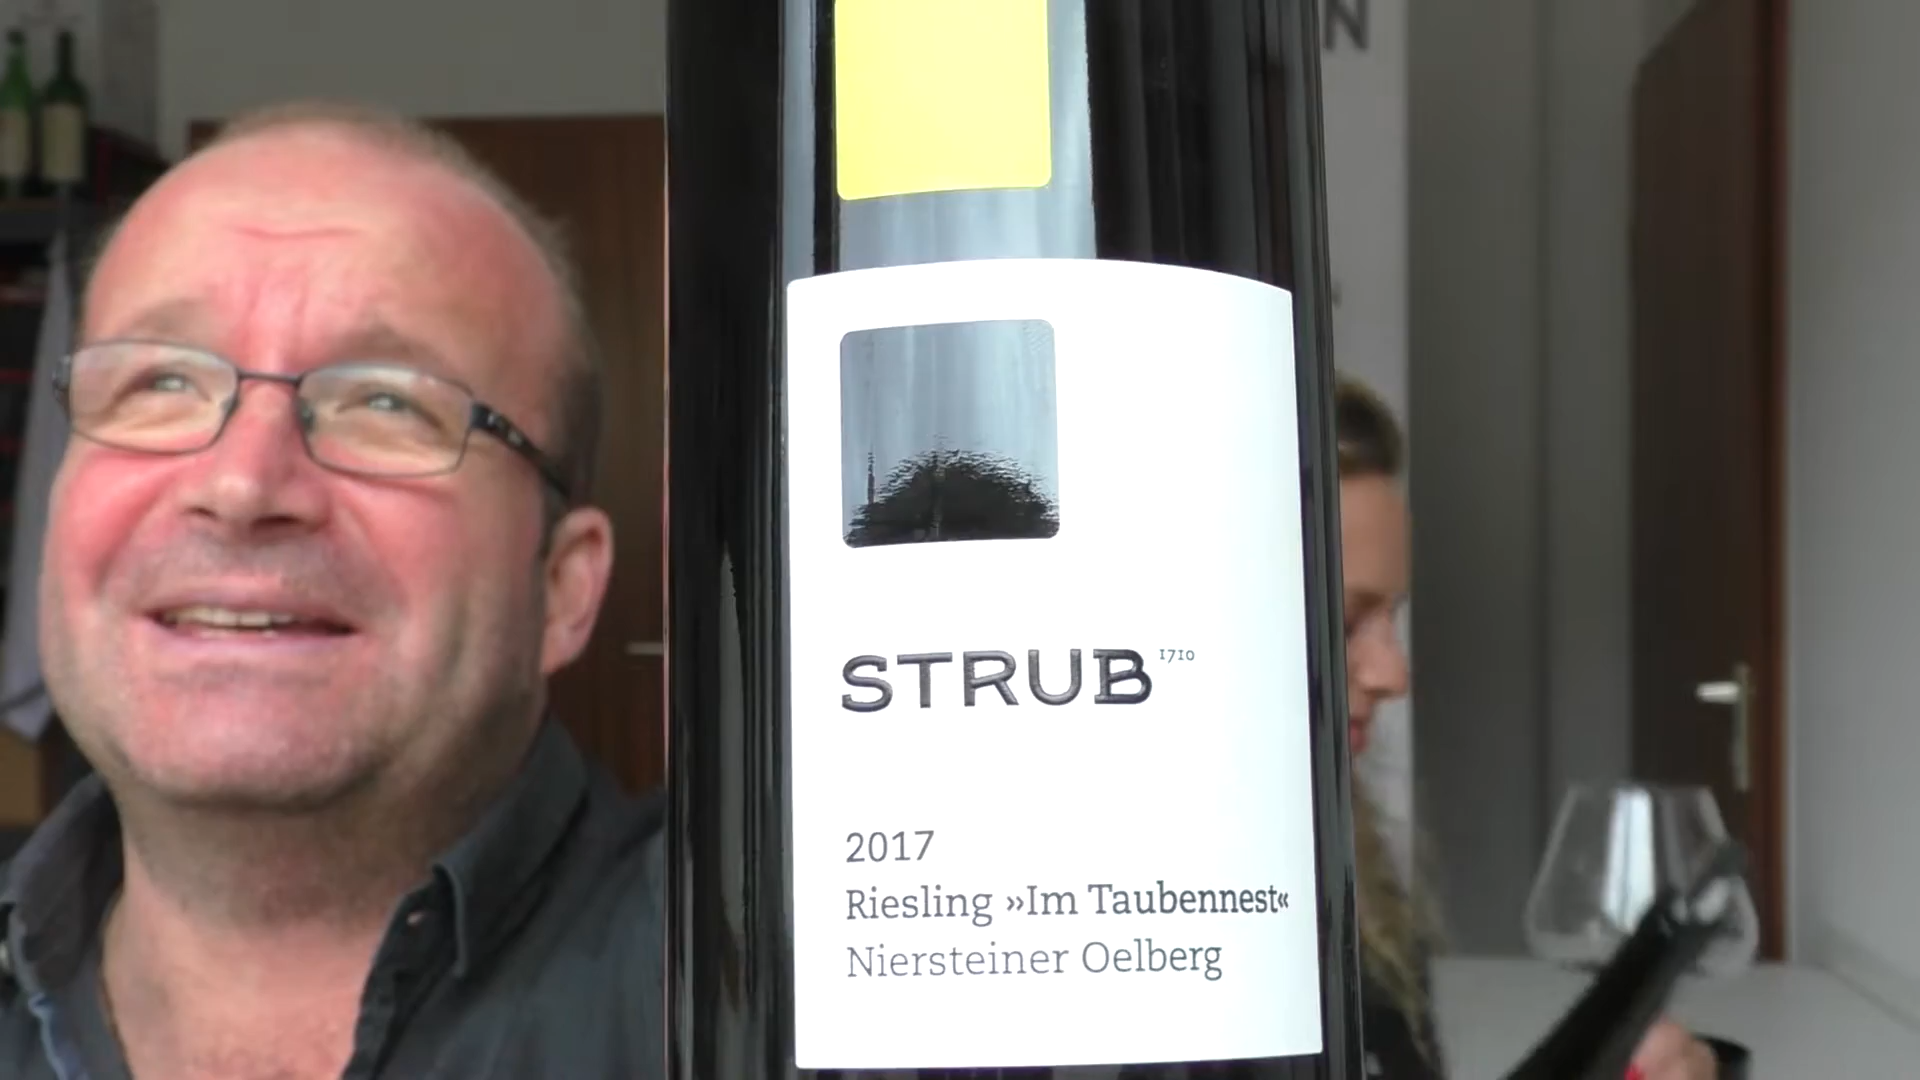 N
STRUB 1710
2017
Riesling »Im Taubennest«
Niersteiner Oelberg